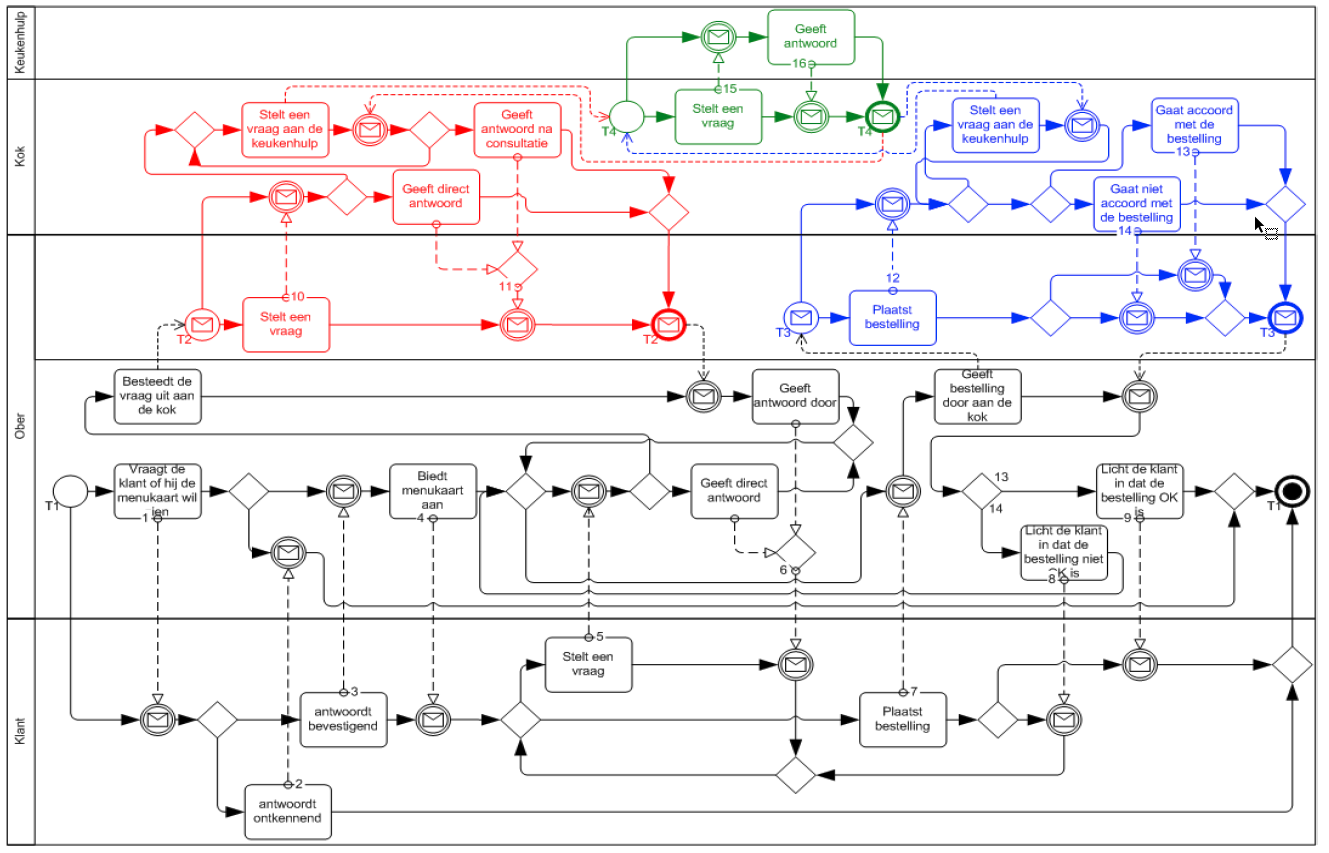 Keukenhulp
Geeft
antwoord
16
15
Kok
Stelt een
vraag aan de
keukenhulp
Geeft
antwoord na
consultatie
T4
Stelt een
vraag
T4
Stelt een
vraag aan de
keukenhulp
Gaat accoord
met de
bestelling
13
Geeft direct
antwoord
Gaat niet
accoord met
de bestelling
14
10
11
12
Stelt een
vraag
T2
T2
Plaatst
bestelling
T3
T3
Ober
Besteedt de
vraag uit aan
de kok
Geeft
antwoord door
Geeft
bestelling
door aan de
kok
T1
Vraagt de
klant of hij de
menukaart wil
1
Biedt
menukaart
aan
4
Geeft direct
antwoord
6
13
14
Licht de klant
in dat de
bestelling OK
is
9
T1
Licht de klant
in dat de
bestelling niet
OK is
8
Klant
5
Stelt een
vraag
3
antwoordt
bevestigend
7
Plaatst
bestelling
2
antwoordt
ontkennend